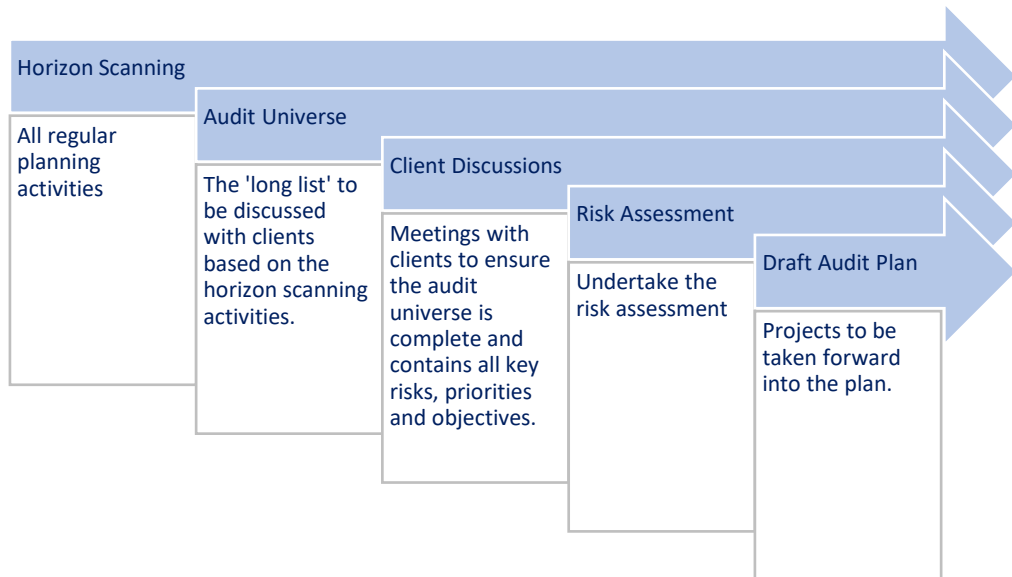 Horizon Scanning
All regular
planning
activities
Audit Universe
The 'long list' to
be discussed
with clients
based on the
horizon scanning
activities.
Client Discussions
Meetings with
clients to ensure
the audit
universe is
complete and
contains all key
risks, priorities
and objectives.
Risk Assessment
Undertake the
risk assessment
Draft Audit Plan
Projects to be
taken forward
into the plan.